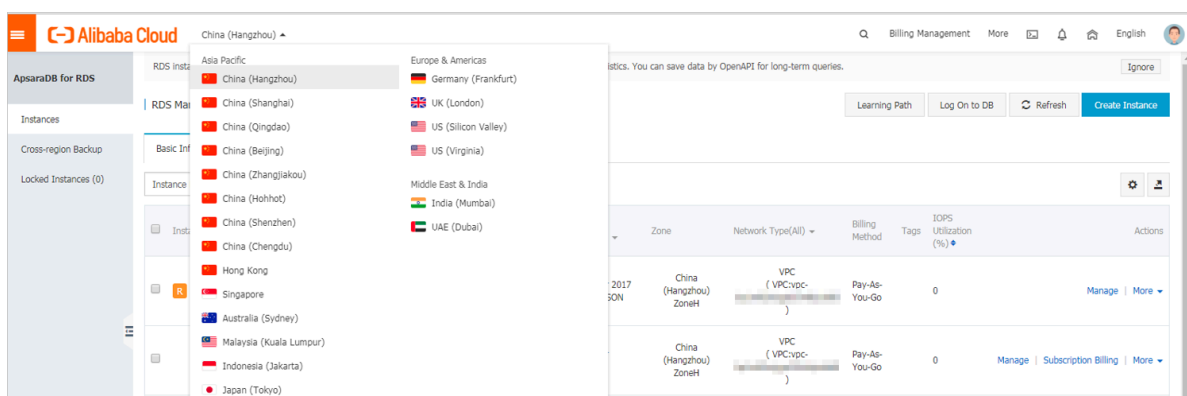 Alibaba Cloud
China (Hangzhou)
Billing Management
More
English
ApsaraDB for RDS
Instances
Cross-region Backup
Locked Instances (0)
RDS insta
stics. You can save data by OpenAPI for long-term queries.
Ignore
RDS Mar
Learning Path
Log On to DB
Refresh
Create Instance
Basic Inf
Instance
Asia Pacific
China (Hangzhou)
China (Shanghai)
China (Qingdao)
China (Beijing)
China (Zhangjiakou)
China (Hohhot)
China (Shenzhen)
China (Chengdu)
Hong Kong
Singapore
Australia (Sydney)
Malaysia (Kuala Lumpur)
Indonesia (Jakarta)
Japan (Tokyo)
Europe & Americas
Germany (Frankfurt)
UK (London)
US (Silicon Valley)
US (Virginia)
Middle East & India
India (Mumbai)
UAE (Dubai)
Insta
Zone
Network Type(All)
Billing
Method
Tags
IOPS
Utilization
(%)
Actions
R
2017
SON
China
(Hangzhou)
ZoneH
VPC
( VPC:vpc-
)
Pay-As-
You-Go
0
Manage | More
China
(Hangzhou)
ZoneH
VPC
( VPC:vpc-
)
Pay-As-
You-Go
0
Manage | Subscription Billing | More